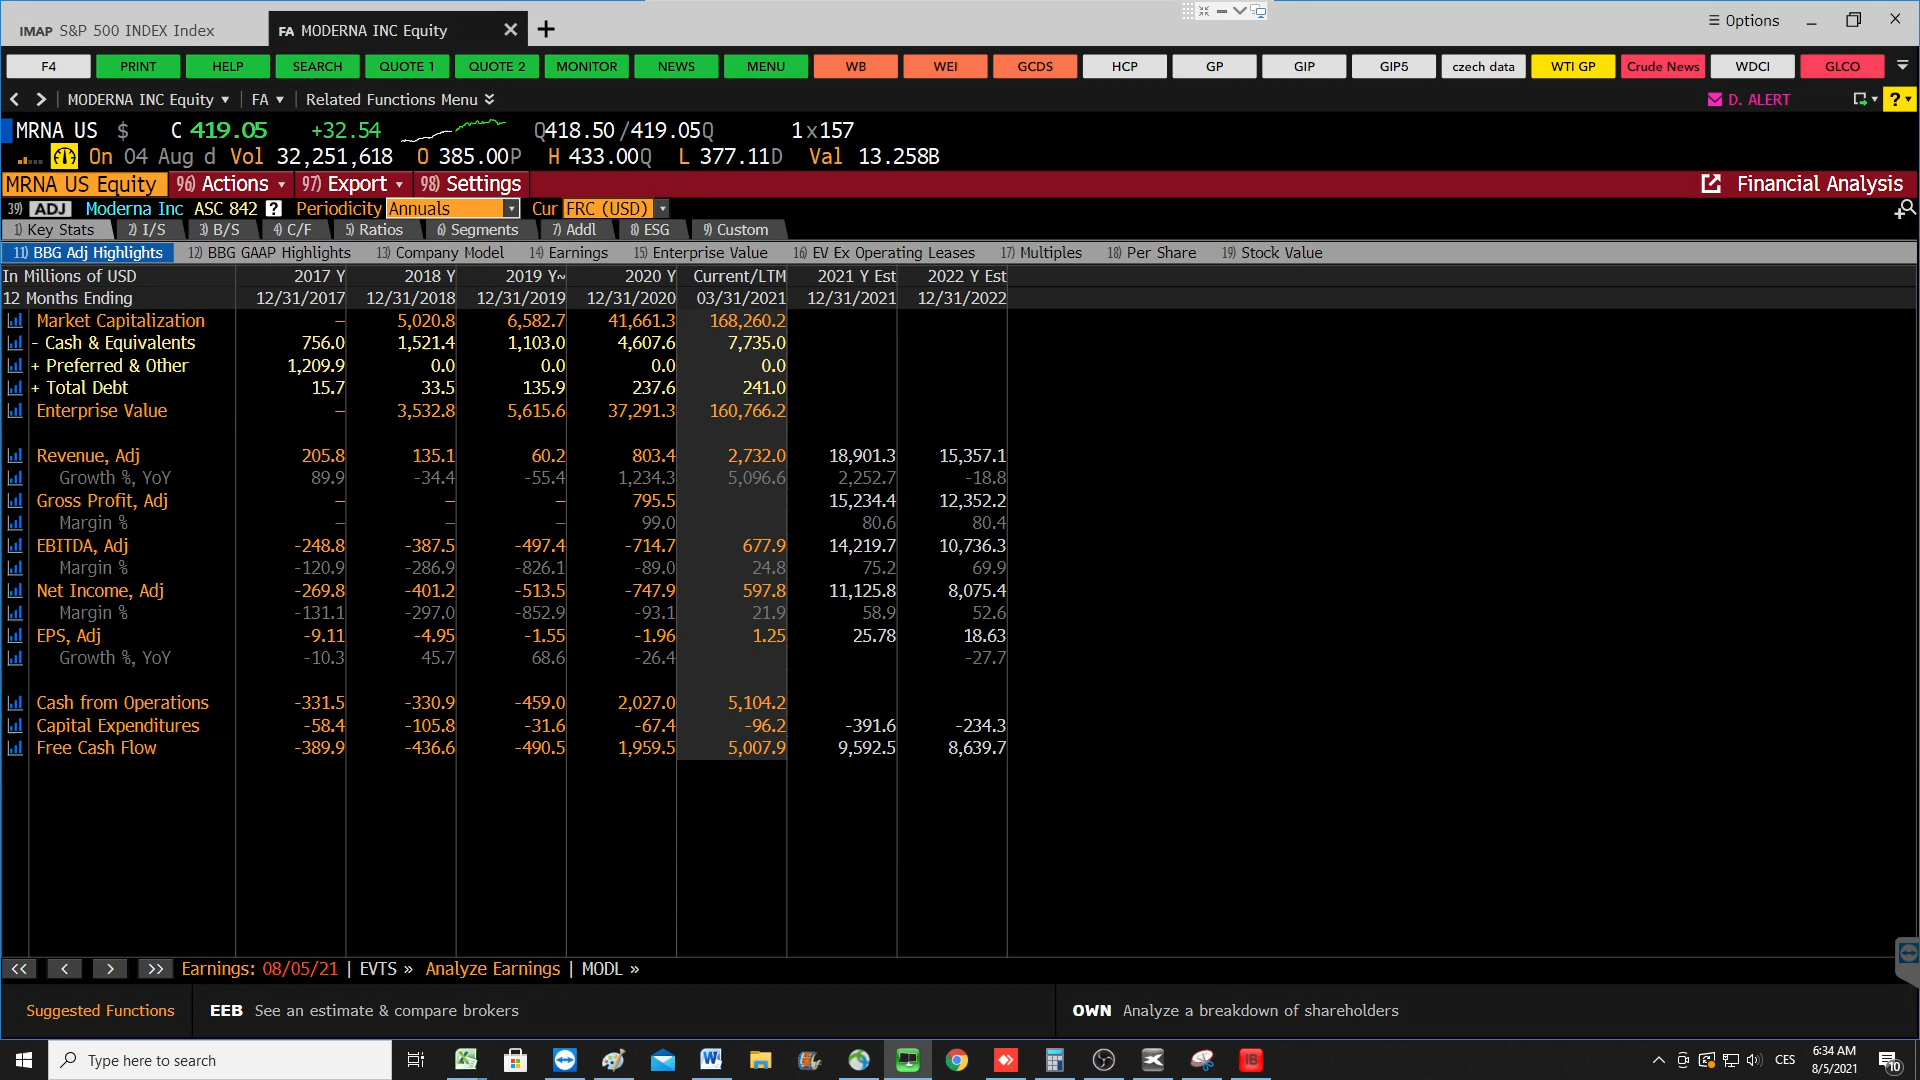 IMAP S&P 500 INDEX Index FA MODERNA INC Equity ✕ + ☰ Options
F4 PRINT HELP SEARCH QUOTE 1 QUOTE 2 MONITOR NEWS MENU WB WEI GCDS HCP GP GIP GIP5 czech data WTI GP Crude News WDCI GLCO
MODERNA INC Equity FA Related Functions Menu D. ALERT ?
MRNA US $ C 419.05 +32.54 Q418.50/419.05Q 1x157
On 04 Aug d Vol 32,251,618 O 385.00P H 433.00Q L 377.11D Val 13.258B
MRNA US Equity 96) Actions 97) Export 98) Settings Financial Analysis
39) ADJ Moderna Inc ASC 842 ? Periodicity Annuals Cur FRC (USD)
1) Key Stats 2) I/S 3) B/S 4) C/F 5) Ratios 6) Segments 7) Addl 8) ESG 9) Custom
11) BBG Adj Highlights 12) BBG GAAP Highlights 13) Company Model 14) Earnings 15) Enterprise Value 16) EV Ex Operating Leases 17) Multiples 18) Per Share 19) Stock Value
In Millions of USD 2017 Y 2018 Y 2019 Y~ 2020 Y Current/LTM 2021 Y Est 2022 Y Est
12 Months Ending 12/31/2017 12/31/2018 12/31/2019 12/31/2020 03/31/2021 12/31/2021 12/31/2022
Market Capitalization – 5,020.8 6,582.7 41,661.3 168,260.2
- Cash & Equivalents 756.0 1,521.4 1,103.0 4,607.6 7,735.0
+ Preferred & Other 1,209.9 0.0 0.0 0.0 0.0
+ Total Debt 15.7 33.5 135.9 237.6 241.0
Enterprise Value – 3,532.8 5,615.6 37,291.3 160,766.2
Revenue, Adj 205.8 135.1 60.2 803.4 2,732.0 18,901.3 15,357.1
Growth %, YoY 89.9 -34.4 -55.4 1,234.3 5,096.6 2,252.7 -18.8
Gross Profit, Adj – – – 795.5 15,234.4 12,352.2
Margin % – – – 99.0 80.6 80.4
EBITDA, Adj -248.8 -387.5 -497.4 -714.7 677.9 14,219.7 10,736.3
Margin % -120.9 -286.9 -826.1 -89.0 24.8 75.2 69.9
Net Income, Adj -269.8 -401.2 -513.5 -747.9 597.8 11,125.8 8,075.4
Margin % -131.1 -297.0 -852.9 -93.1 21.9 58.9 52.6
EPS, Adj -9.11 -4.95 -1.55 -1.96 1.25 25.78 18.63
Growth %, YoY -10.3 45.7 68.6 -26.4 -27.7
Cash from Operations -331.5 -330.9 -459.0 2,027.0 5,104.2
Capital Expenditures -58.4 -105.8 -31.6 -67.4 -96.2 -391.6 -234.3
Free Cash Flow -389.9 -436.6 -490.5 1,959.5 5,007.9 9,592.5 8,639.7
<< < > >> Earnings: 08/05/21 | EVTS » Analyze Earnings | MODL »
Suggested Functions EEB See an estimate & compare brokers OWN Analyze a breakdown of shareholders
Type here to search IB CES 6:34 AM
8/5/2021 10